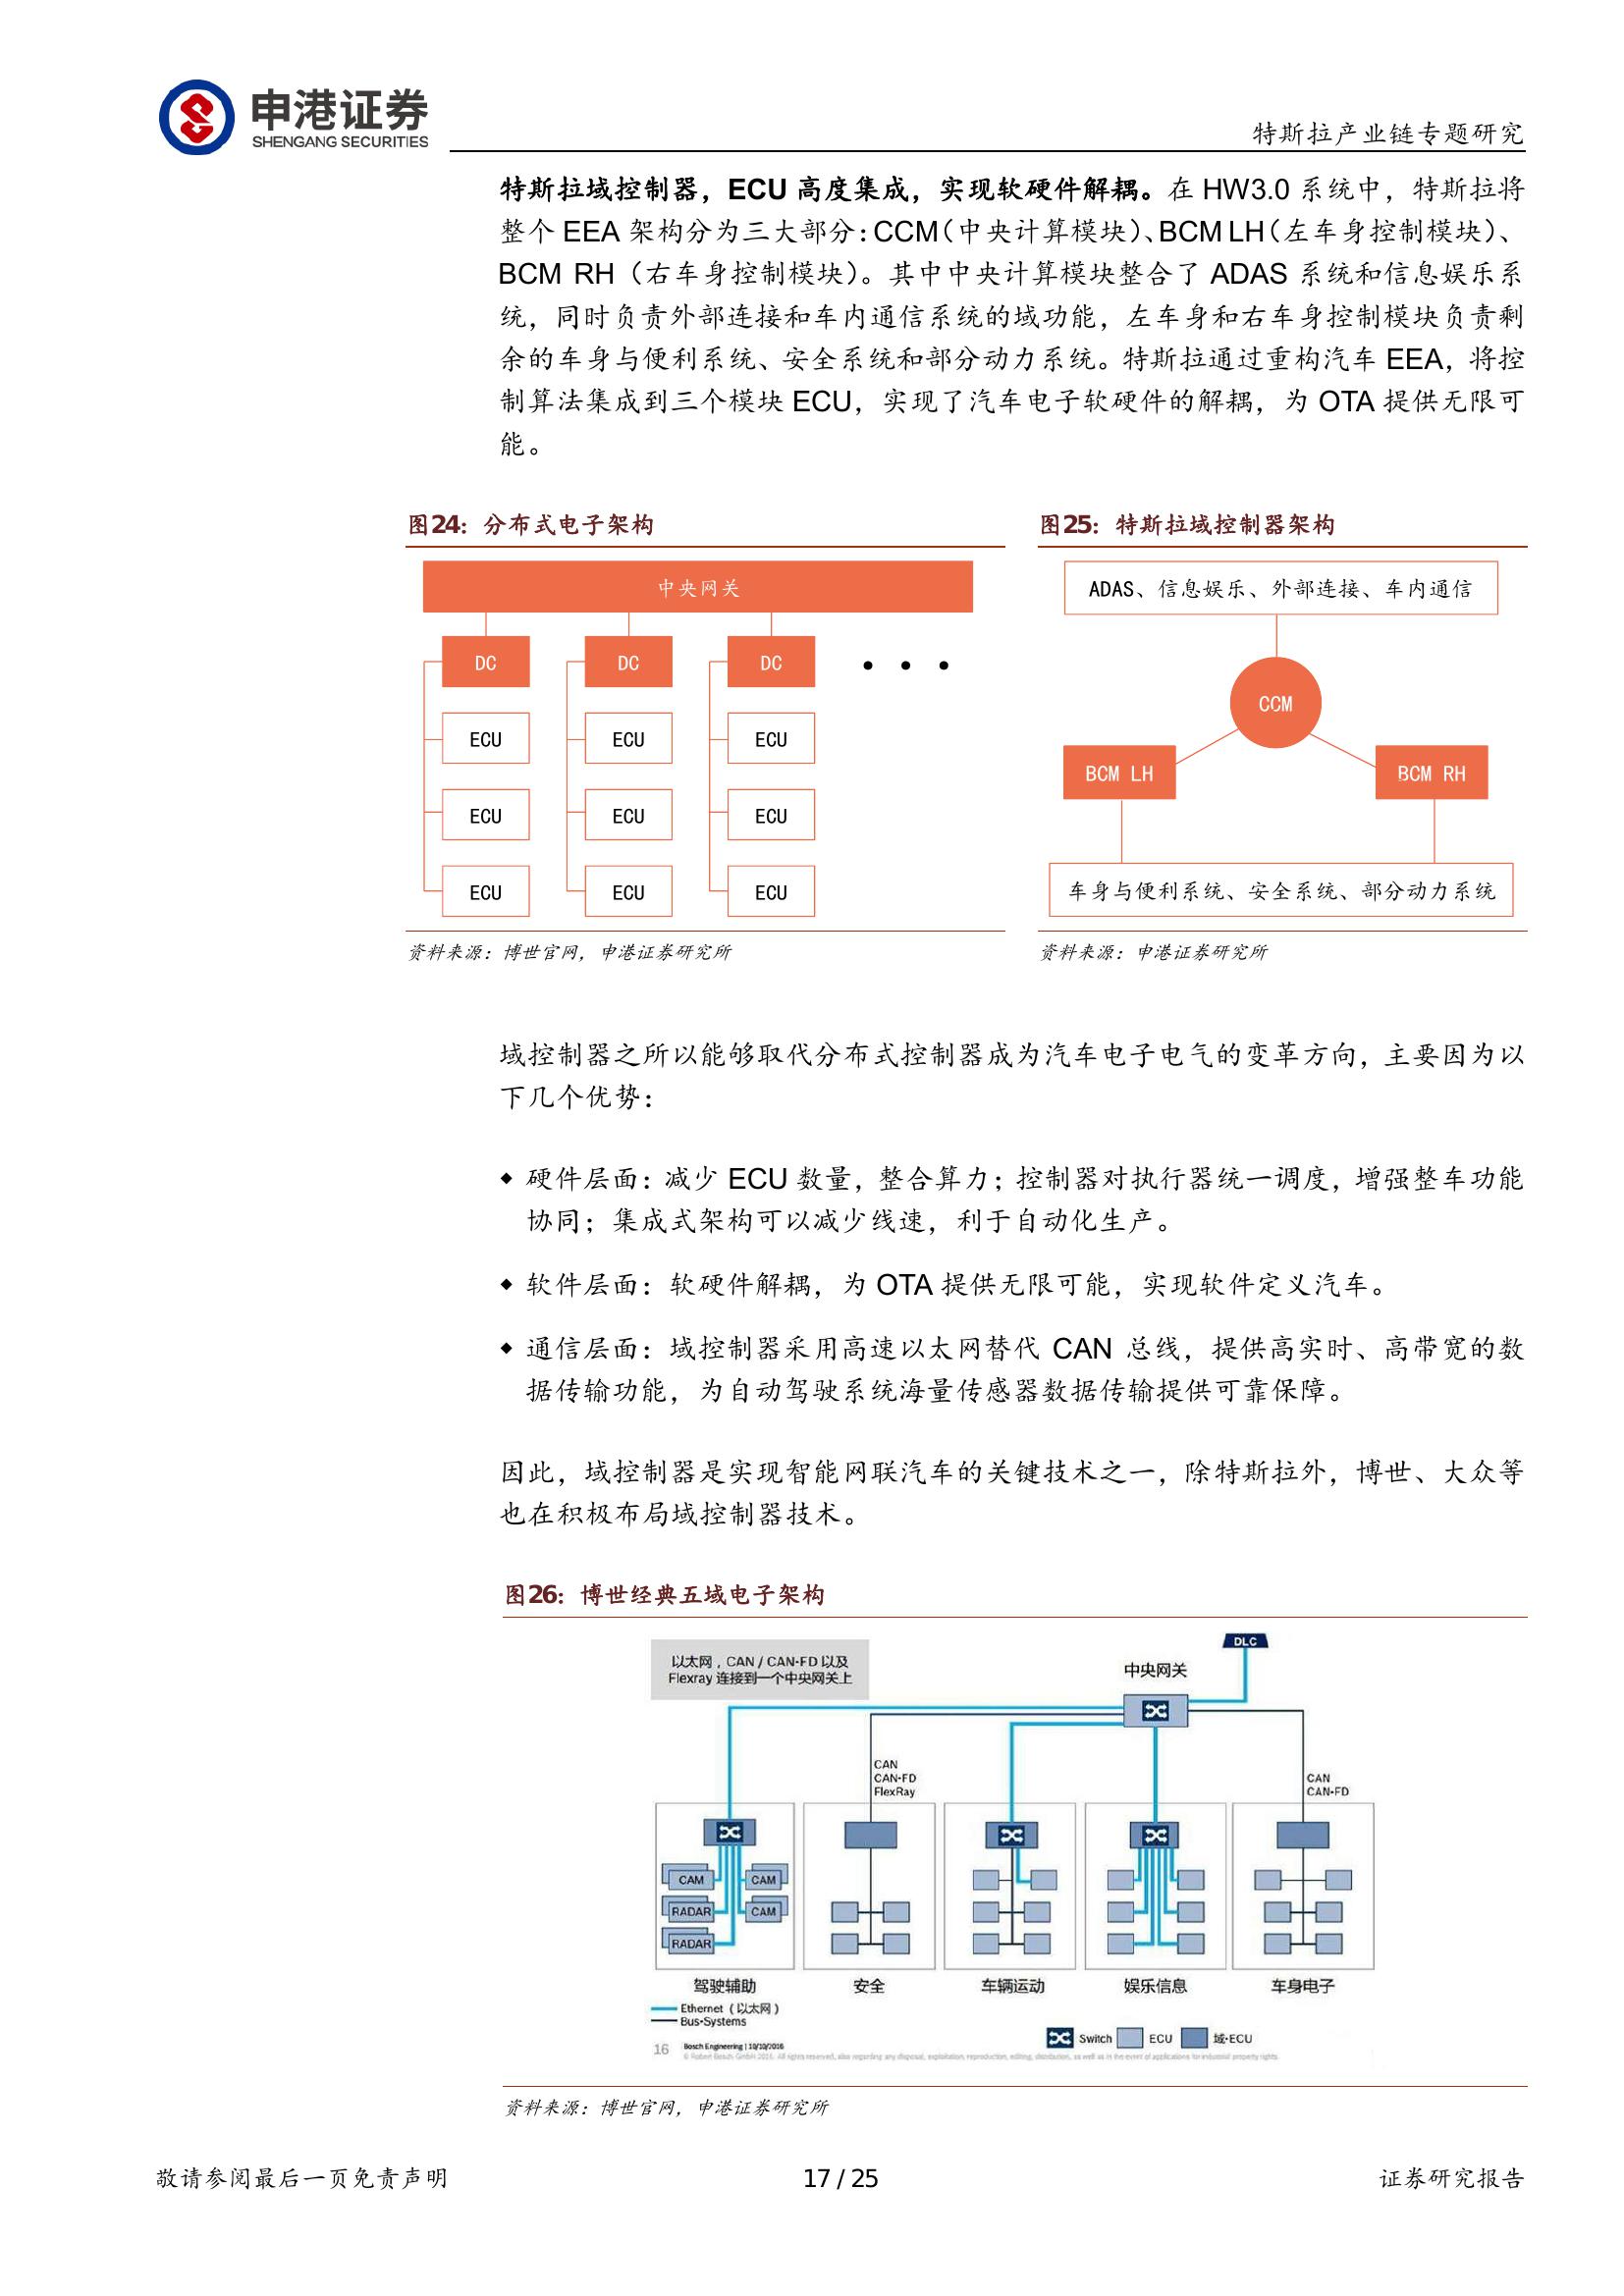 申港证券
SHENGANG SECURITIES
特斯拉产业链专题研究
特斯拉域控制器，ECU 高度集成，实现软硬件解耦。在 HW3.0 系统中，特斯拉将
整个 EEA 架构分为三大部分：CCM（中央计算模块）、BCM LH（左车身控制模块）、
BCM RH（右车身控制模块）。其中中央计算模块整合了 ADAS 系统和信息娱乐系
统，同时负责外部连接和车内通信系统的域功能，左车身和右车身控制模块负责剩
余的车身与便利系统、安全系统和部分动力系统。特斯拉通过重构汽车 EEA，将控
制算法集成到三个模块 ECU，实现了汽车电子软硬件的解耦，为 OTA 提供无限可
能。
图24：分布式电子架构
中央网关
DC DC DC • • •
ECU ECU ECU
ECU ECU ECU
ECU ECU ECU
资料来源：博世官网，申港证券研究所
图25：特斯拉域控制器架构
ADAS、信息娱乐、外部连接、车内通信
CCM
BCM LH BCM RH
车身与便利系统、安全系统、部分动力系统
资料来源：申港证券研究所
域控制器之所以能够取代分布式控制器成为汽车电子电气的变革方向，主要因为以
下几个优势：
◆ 硬件层面：减少 ECU 数量，整合算力；控制器对执行器统一调度，增强整车功能
协同；集成式架构可以减少线速，利于自动化生产。
◆ 软件层面：软硬件解耦，为 OTA 提供无限可能，实现软件定义汽车。
◆ 通信层面：域控制器采用高速以太网替代 CAN 总线，提供高实时、高带宽的数
据传输功能，为自动驾驶系统海量传感器数据传输提供可靠保障。
因此，域控制器是实现智能网联汽车的关键技术之一，除特斯拉外，博世、大众等
也在积极布局域控制器技术。
图26：博世经典五域电子架构
DLC
以太网，CAN / CAN-FD 以及
Flexray 连接到一个中央网关上
中央网关
CAN
CAN-FD
FlexRay
CAN
CAN-FD
CAM CAM
RADAR CAM
RADAR
驾驶辅助 安全 车辆运动 娱乐信息 车身电子
Ethernet（以太网）
Bus-Systems
Switch ECU 域-ECU
16 Bosch Engineering | 10/10/2016
© Robert Bosch GmbH 2016. All rights reserved, also regarding any disposal, exploitation, reproduction, editing, distribution, as well as in the event of applications for industrial property rights.
资料来源：博世官网，申港证券研究所
敬请参阅最后一页免责声明 17 / 25 证券研究报告